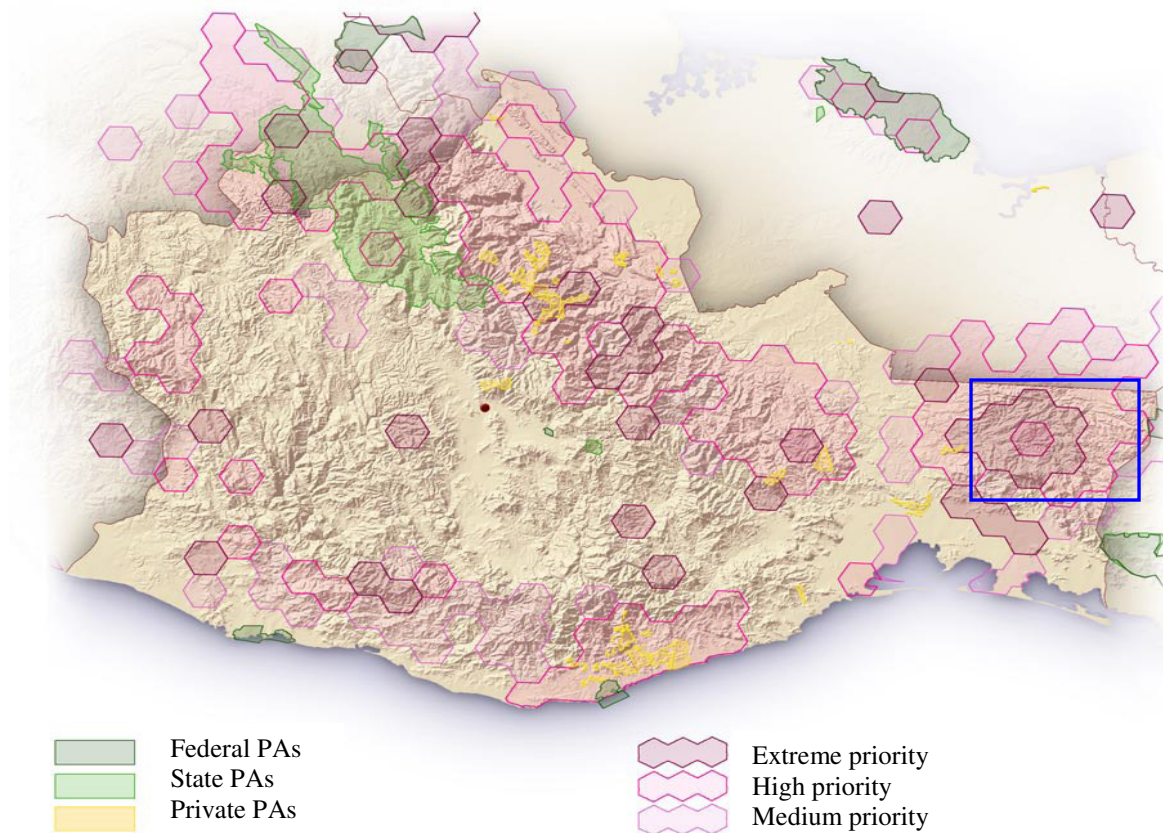 Federal PAs
State PAs
Private PAs
Extreme priority
High priority
Medium priority